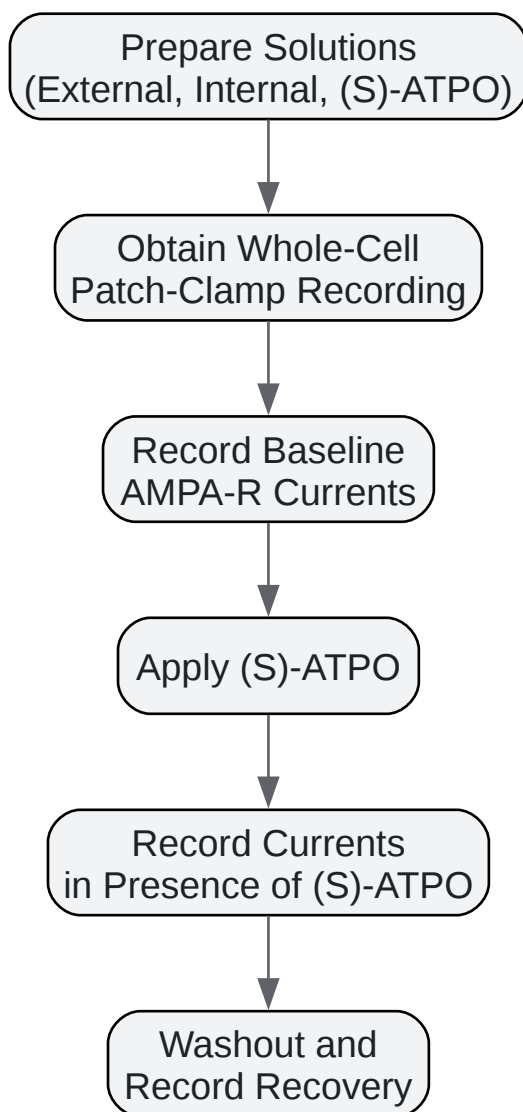 Prepare Solutions
(External, Internal, (S)-ATPO)
Obtain Whole-Cell
Patch-Clamp Recording
Record Baseline
AMPA-R Currents
Apply (S)-ATPO
Record Currents
in Presence of (S)-ATPO
Washout and
Record Recovery